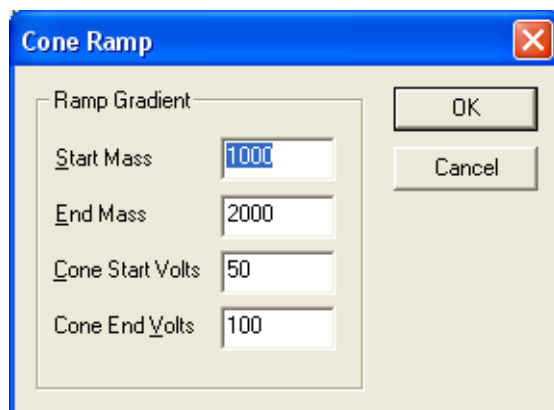 Cone Ramp
Ramp Gradient
OK
Start Mass 1000
Cancel
End Mass 2000
Cone Start Volts 50
Cone End Volts 100